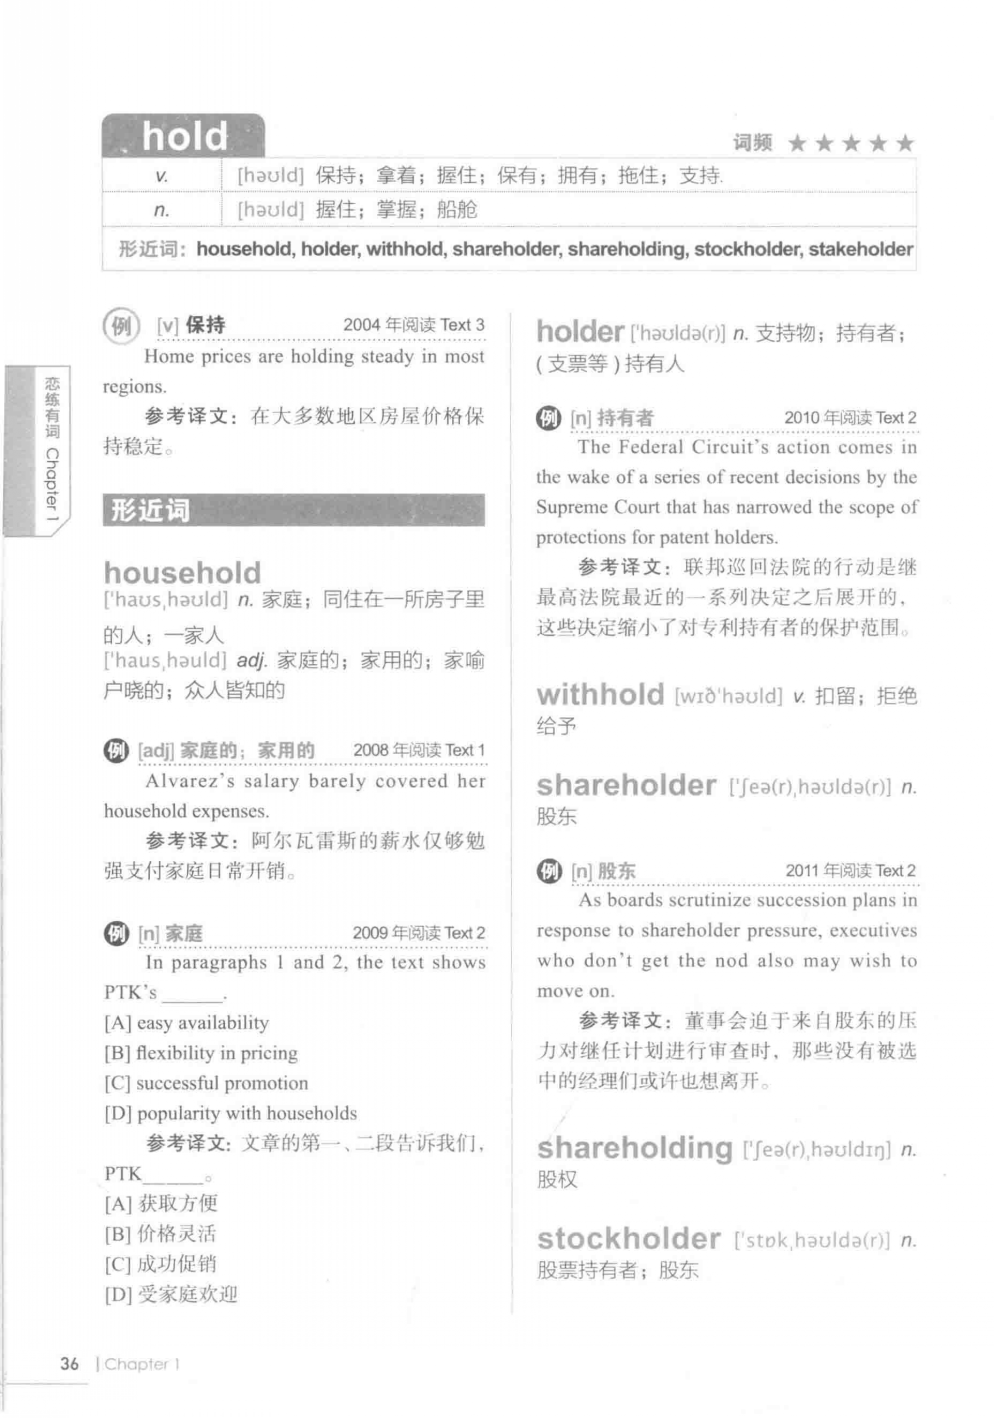 hold
词频 ★★★★★
v. [həʊld] 保持；拿着；握住；保有；拥有；拖住；支持.
n. [həʊld] 握住；掌握；船舱
形近词：household, holder, withhold, shareholder, shareholding, stockholder, stakeholder
恋练有词 Chapter 1
例 [v] 保持 2004 年阅读 Text 3
Home prices are holding steady in most
regions.
参考译文：在大多数地区房屋价格保
持稳定。
形近词
household
['haʊsˌhəʊld] n. 家庭；同住在一所房子里
的人；一家人
['hausˌhəuld] adj. 家庭的；家用的；家喻
户晓的；众人皆知的
例 [adj] 家庭的；家用的 2008 年阅读 Text 1
Alvarez's salary barely covered her
household expenses.
参考译文：阿尔瓦雷斯的薪水仅够勉
强支付家庭日常开销。
例 [n] 家庭 2009 年阅读 Text 2
In paragraphs 1 and 2, the text shows
PTK's ______.
[A] easy availability
[B] flexibility in pricing
[C] successful promotion
[D] popularity with households
参考译文：文章的第一、二段告诉我们，
PTK______。
[A] 获取方便
[B] 价格灵活
[C] 成功促销
[D] 受家庭欢迎
holder ['həʊldə(r)] n. 支持物；持有者；
( 支票等 ) 持有人
例 [n] 持有者 2010 年阅读 Text 2
The Federal Circuit's action comes in
the wake of a series of recent decisions by the
Supreme Court that has narrowed the scope of
protections for patent holders.
参考译文：联邦巡回法院的行动是继
最高法院最近的一系列决定之后展开的，
这些决定缩小了对专利持有者的保护范围。
withhold [wɪð'həʊld] v. 扣留；拒绝
给予
shareholder ['ʃeə(r)ˌhəʊldə(r)] n.
股东
例 [n] 股东 2011 年阅读 Text 2
As boards scrutinize succession plans in
response to shareholder pressure, executives
who don't get the nod also may wish to
move on.
参考译文：董事会迫于来自股东的压
力对继任计划进行审查时，那些没有被选
中的经理们或许也想离开。
shareholding ['ʃeə(r)ˌhəʊldɪŋ] n.
股权
stockholder ['stɒkˌhəʊldə(r)] n.
股票持有者；股东
36 | Chapter 1